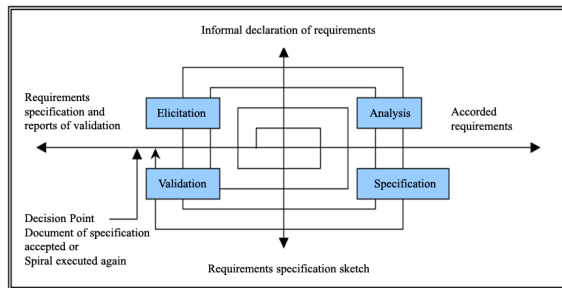 Informal declaration of requirements
Requirements
specification and
reports of validation
Elicitation
Analysis
Accorded
requirements
Validation
Specification
Decision Point
Document of specification
accepted or
Spiral executed again
Requirements specification sketch